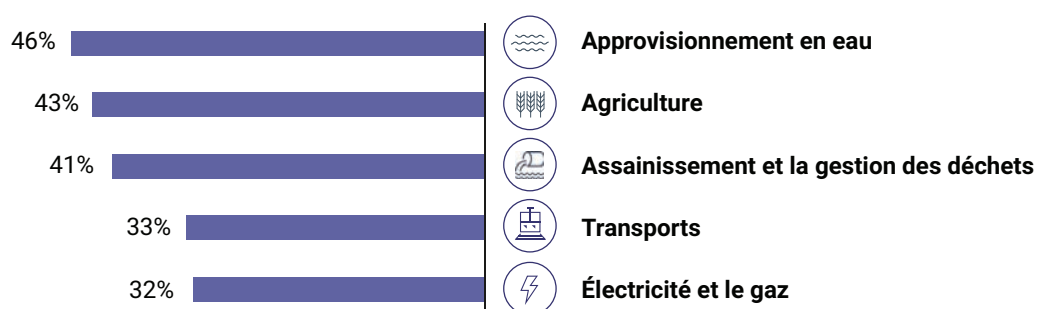 46% Approvisionnement en eau
43% Agriculture
41% Assainissement et la gestion des déchets
33% Transports
32% Électricité et le gaz